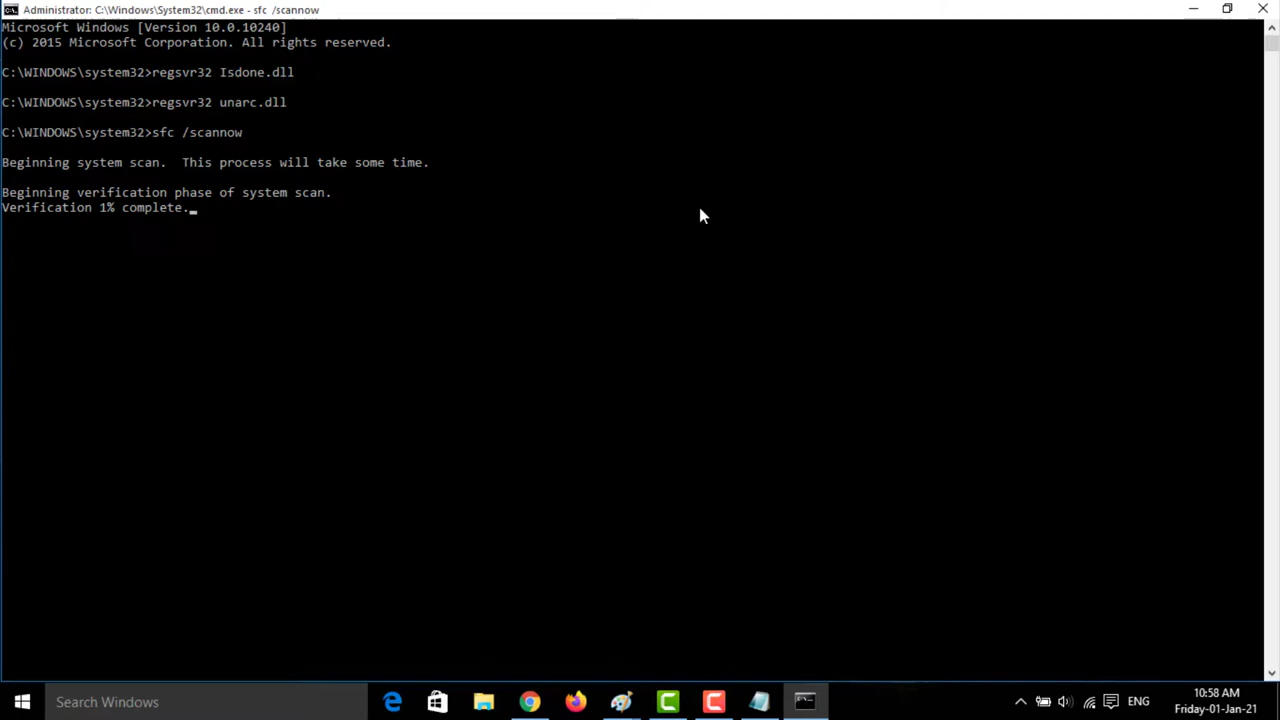 Administrator: C:\Windows\System32\cmd.exe - sfc /scannow
Microsoft Windows [Version 10.0.10240]
(c) 2015 Microsoft Corporation. All rights reserved.
C:\WINDOWS\system32>regsvr32 Isdone.dll
C:\WINDOWS\system32>regsvr32 unarc.dll
C:\WINDOWS\system32>sfc /scannow
Beginning system scan.  This process will take some time.
Beginning verification phase of system scan.
Verification 1% complete.
Search Windows
ENG
10:58 AM
Friday-01-Jan-21